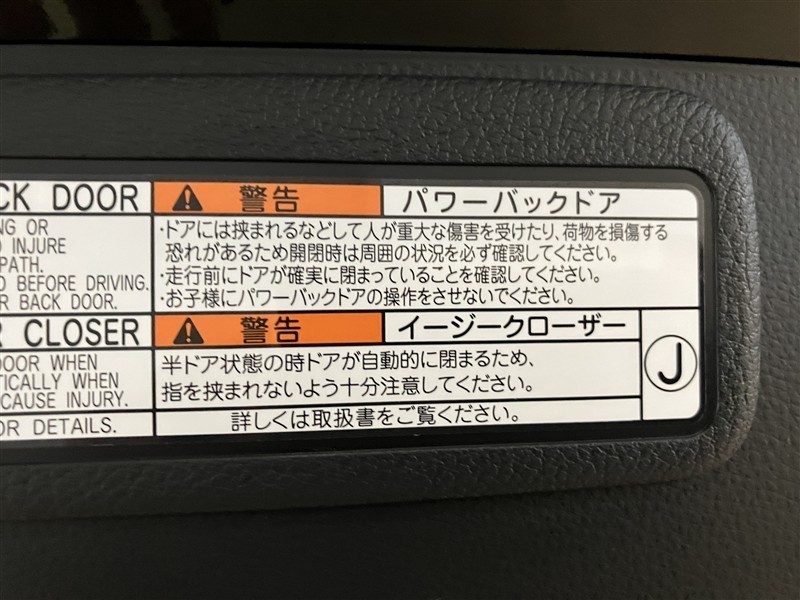 CK DOOR
NG OR
INJURE
PATH.
D BEFORE DRIVING.
R BACK DOOR.
警告 パワーバックドア
・ドアには挟まれるなどして人が重大な傷害を受けたり、荷物を損傷する
恐れがあるため開閉時は周囲の状況を必ず確認してください。
・走行前にドアが確実に閉まっていることを確認してください。
・お子様にパワーバックドアの操作をさせないでください。
R CLOSER
DOOR WHEN
TICALLY WHEN
CAUSE INJURY.
OR DETAILS.
警告 イージークローザー
半ドア状態の時ドアが自動的に閉まるため、
指を挟まれないよう十分注意してください。
詳しくは取扱書をご覧ください。
J